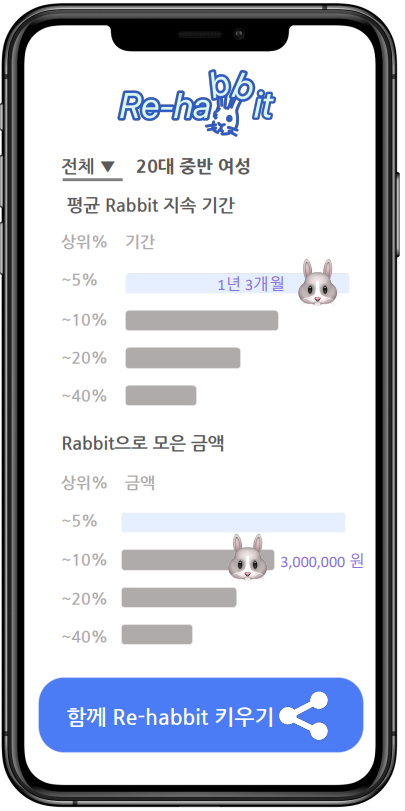 Re-habbit
전체 ▼ 20대 중반 여성
평균 Rabbit 지속 기간
상위% 기간
~5% 1년 3개월
~10%
~20%
~40%
Rabbit으로 모은 금액
상위% 금액
~5%
~10% 3,000,000 원
~20%
~40%
함께 Re-habbit 키우기